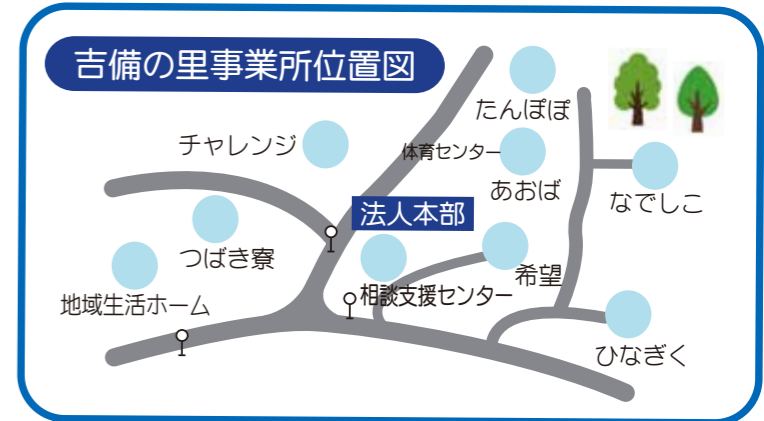 吉備の里事業所位置図
たんぽぽ
チャレンジ
体育センター
あおば
なでしこ
法人本部
つばき寮
希望
相談支援センター
地域生活ホーム
ひなぎく